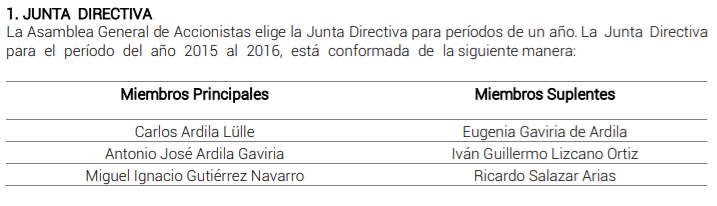 1. JUNTA DIRECTIVA
La Asamblea General de Accionistas elige la Junta Directiva para períodos de un año. La Junta Directiva
para el período del año 2015 al 2016, está conformada de la siguiente manera:
Miembros Principales Miembros Suplentes
Carlos Ardila Lülle Eugenia Gaviria de Ardila
Antonio José Ardila Gaviria Iván Guillermo Lizcano Ortiz
Miguel Ignacio Gutiérrez Navarro Ricardo Salazar Arias